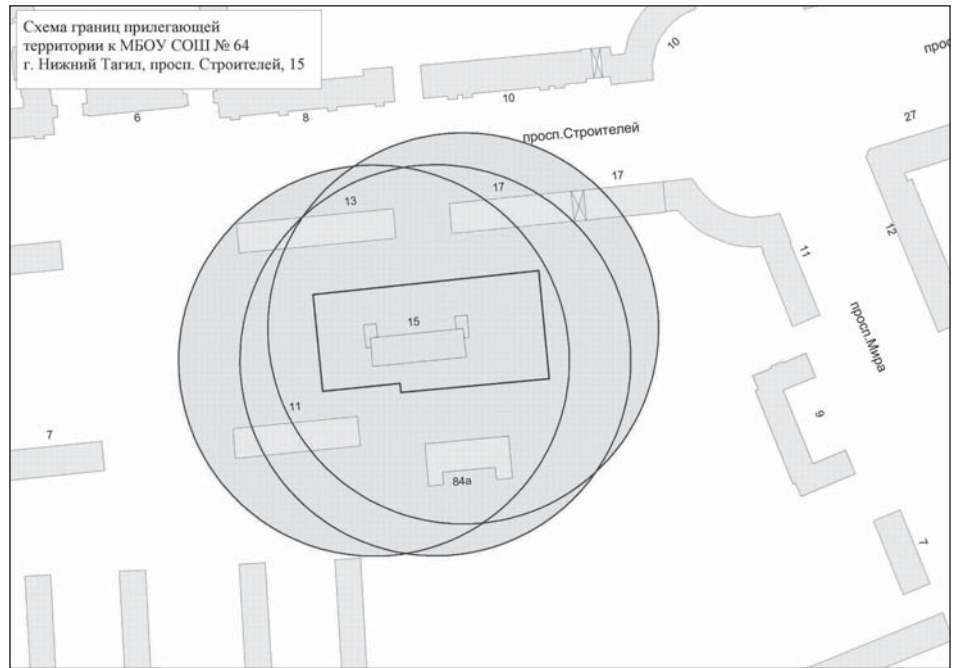 Схема границ прилегающей
территории к МБОУ СОШ № 64
г. Нижний Тагил, просп. Строителей, 15
10
просп
6
8
10
просп.Строителей
27
13
17
17
12
11
15
просп.Мира
11
7
9
84а
7